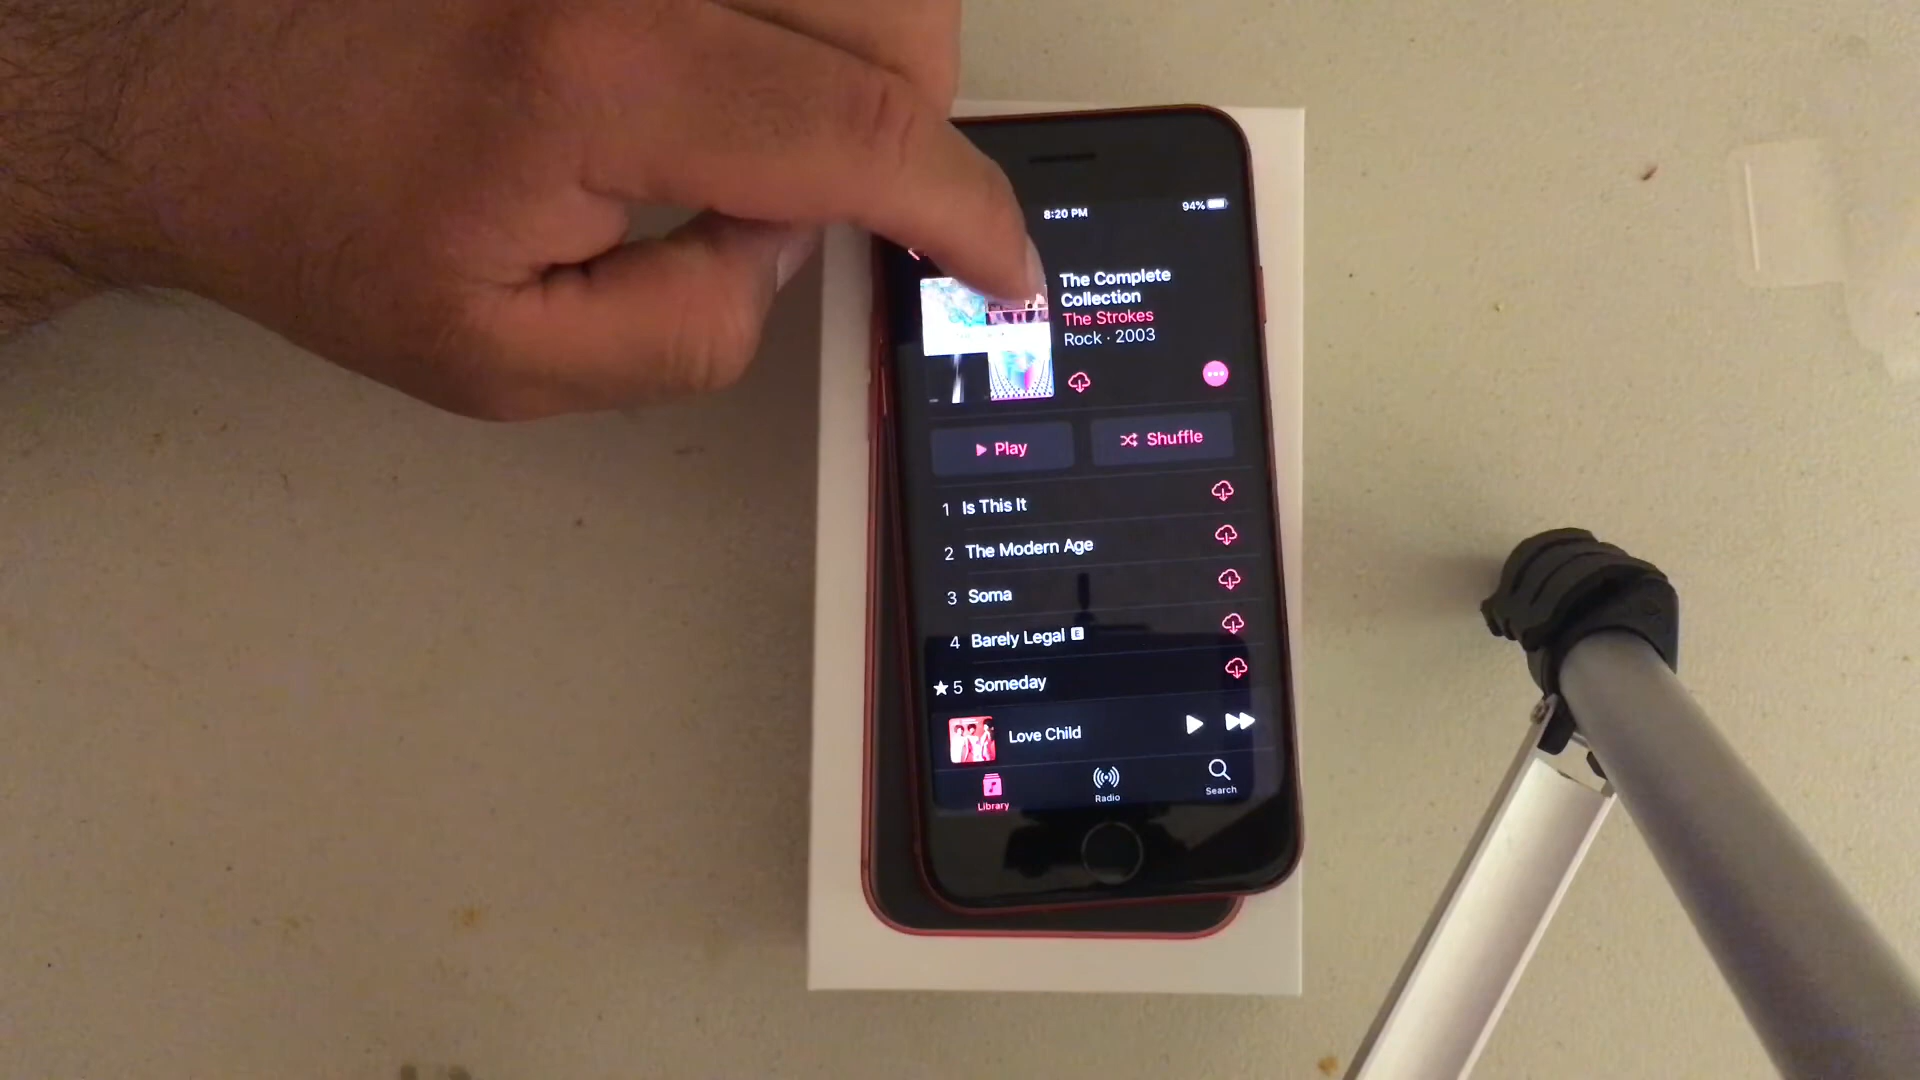 8:20 PM
94%
The Complete
Collection
The Strokes
Rock · 2003
Play
Shuffle
1 Is This It
2 The Modern Age
3 Soma
4 Barely Legal E
★ 5 Someday
Love Child
Library
Radio
Search